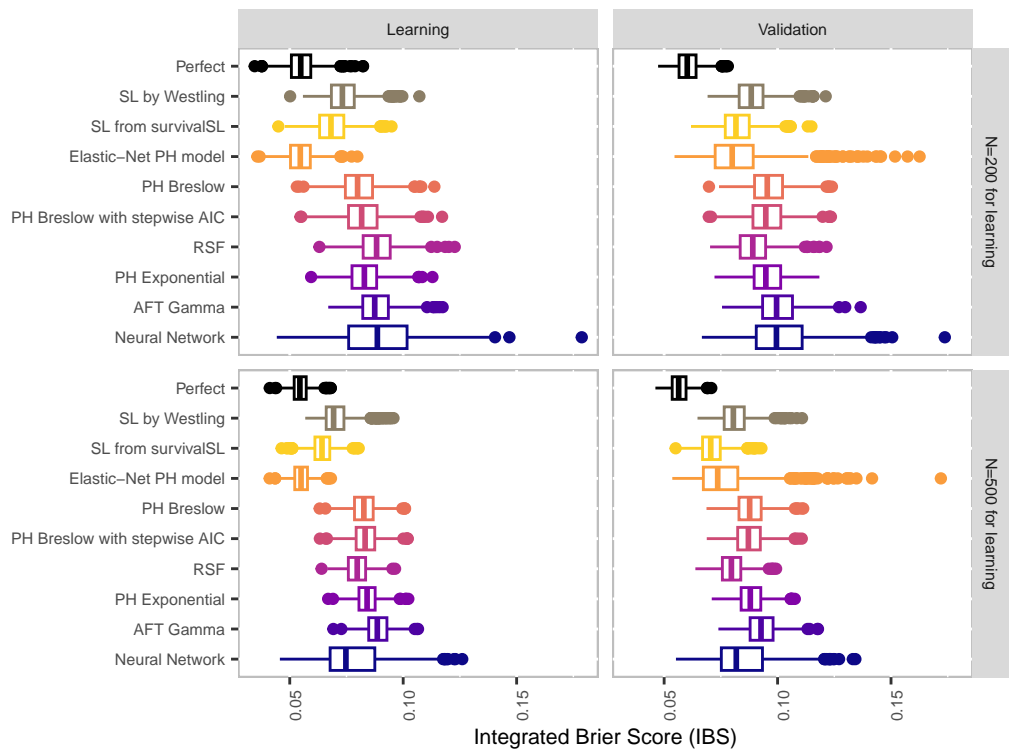 Learning
Validation
Perfect
SL by Westling
SL from survivalSL
Elastic−Net PH model
PH Breslow
PH Breslow with stepwise AIC
RSF
PH Exponential
AFT Gamma
Neural Network
N=200 for learning
Perfect
SL by Westling
SL from survivalSL
Elastic−Net PH model
PH Breslow
PH Breslow with stepwise AIC
RSF
PH Exponential
AFT Gamma
Neural Network
N=500 for learning
0.05
0.10
0.15
0.05
0.10
0.15
Integrated Brier Score (IBS)